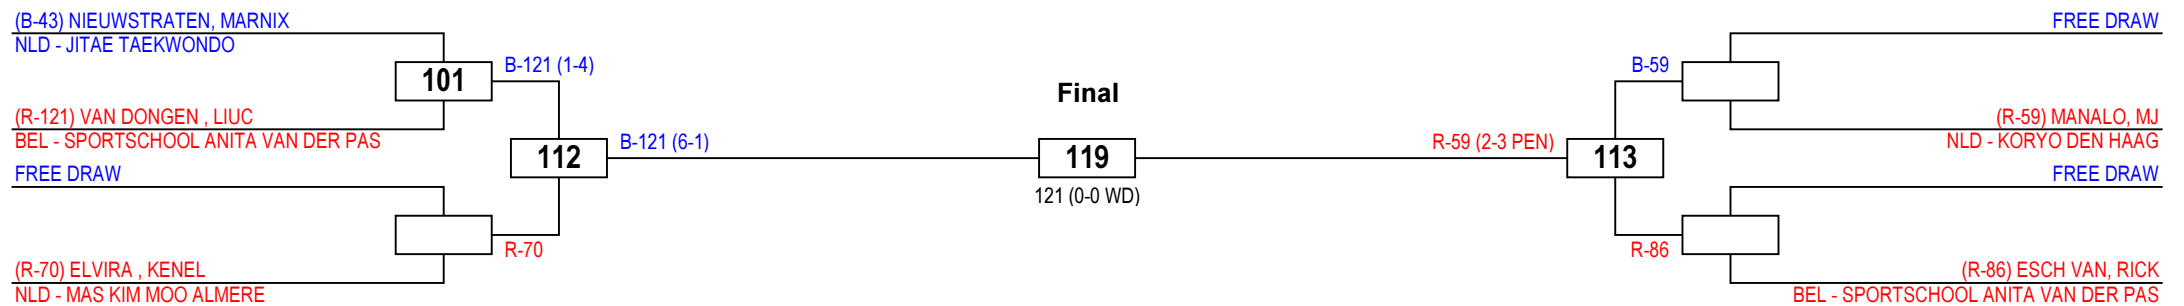 (B-43) NIEUWSTRATEN, MARNIX
NLD - JITAE TAEKWONDO
101
B-121 (1-4)
(R-121) VAN DONGEN , LIUC
BEL - SPORTSCHOOL ANITA VAN DER PAS
112
B-121 (6-1)
FREE DRAW
R-70
(R-70) ELVIRA , KENEL
NLD - MAS KIM MOO ALMERE
Final
119
121 (0-0 WD)
FREE DRAW
B-59
(R-59) MANALO, MJ
NLD - KORYO DEN HAAG
R-59 (2-3 PEN)
113
FREE DRAW
R-86
(R-86) ESCH VAN, RICK
BEL - SPORTSCHOOL ANITA VAN DER PAS